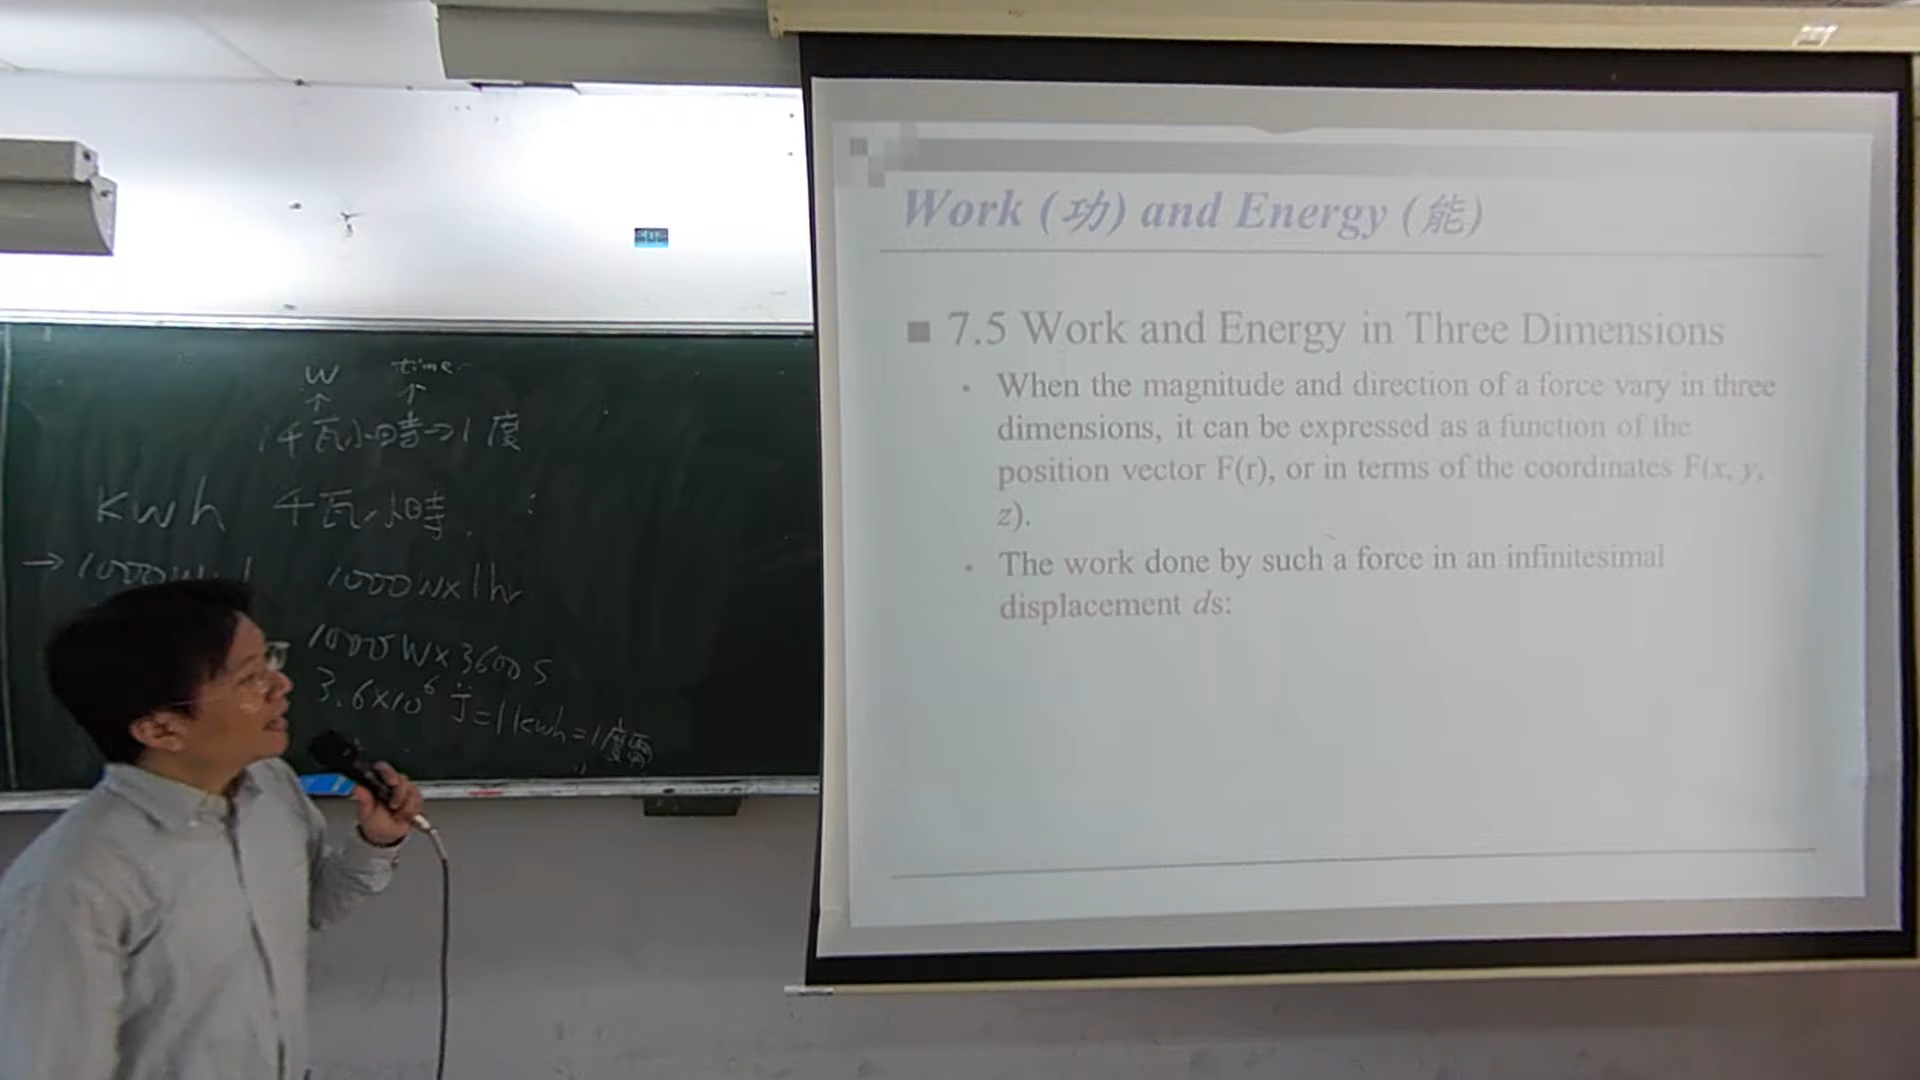 W time
↑ ↑
1千瓦小時→1度
kwh 千瓦小時
→1000W 1000W×1hr
1000W×3600S
3.6×10⁶ J=1kwh=1度電
Work (功) and Energy (能)
■ 7.5 Work and Energy in Three Dimensions
• When the magnitude and direction of a force vary in three
dimensions, it can be expressed as a function of the
position vector F(r), or in terms of the coordinates F(x, y,
z).
• The work done by such a force in an infinitesimal
displacement ds: